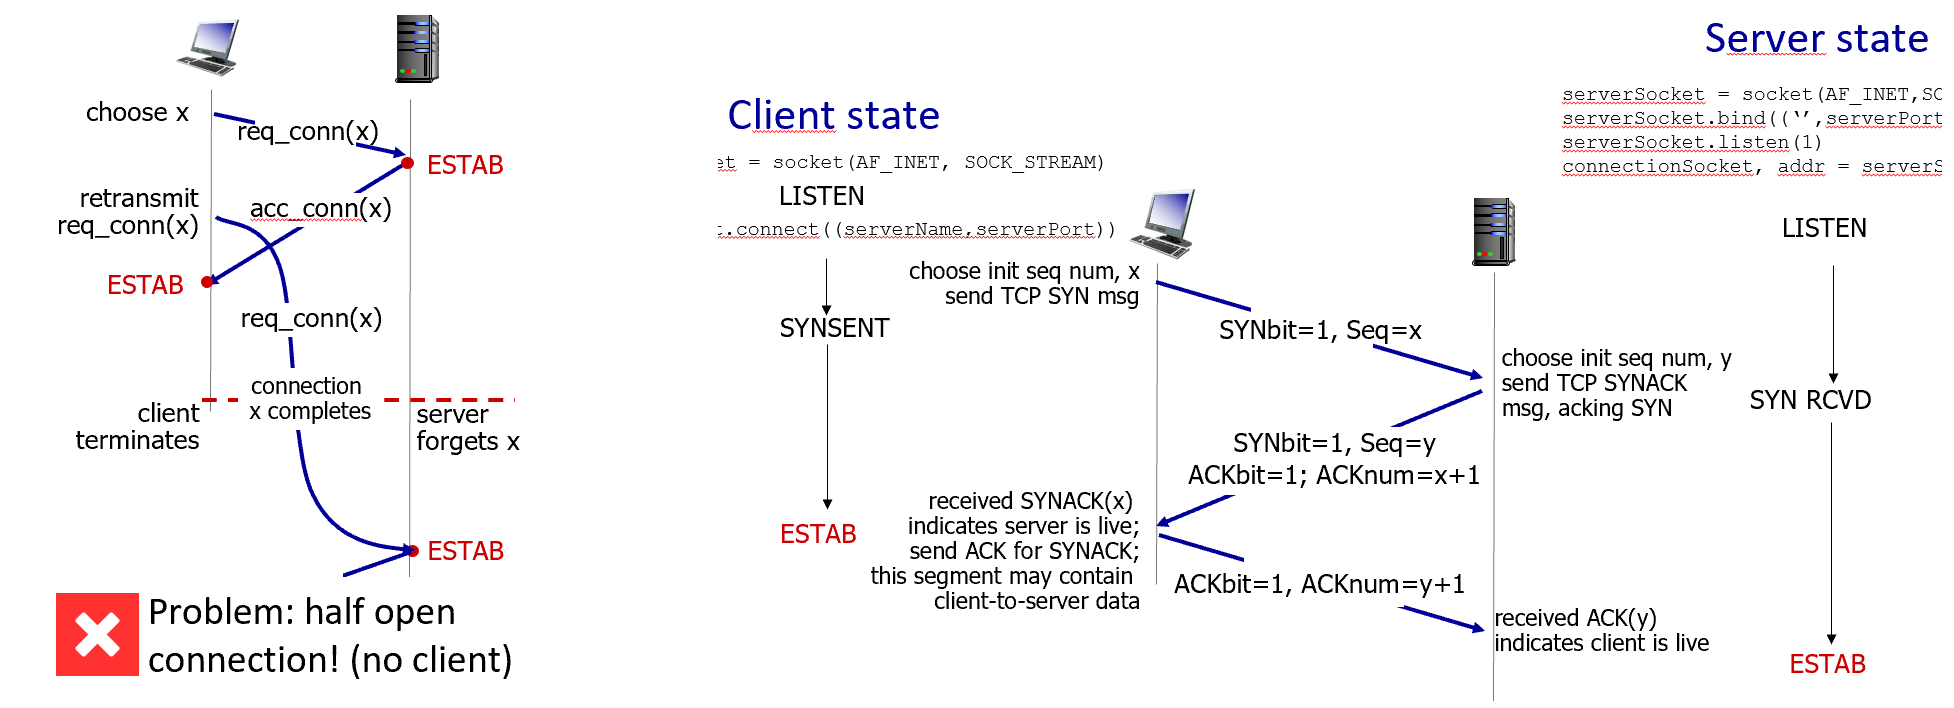 choose x
req_conn(x)
ESTAB
retransmit
req_conn(x)
acc_conn(x)
ESTAB
req_conn(x)
connection
x completes
client
terminates
server
forgets x
ESTAB
Problem: half open
connection! (no client)
Client state
et = socket(AF_INET, SOCK_STREAM)
LISTEN
t.connect((serverName,serverPort))
SYNSENT
ESTAB
choose init seq num, x
send TCP SYN msg
SYNbit=1, Seq=x
choose init seq num, y
send TCP SYNACK
msg, acking SYN
SYNbit=1, Seq=y
ACKbit=1; ACKnum=x+1
received SYNACK(x)
indicates server is live;
send ACK for SYNACK;
this segment may contain
client-to-server data
ACKbit=1, ACKnum=y+1
received ACK(y)
indicates client is live
Server state
serverSocket = socket(AF_INET,SO
serverSocket.bind((‘’,serverPort
serverSocket.listen(1)
connectionSocket, addr = serverS
LISTEN
SYN RCVD
ESTAB